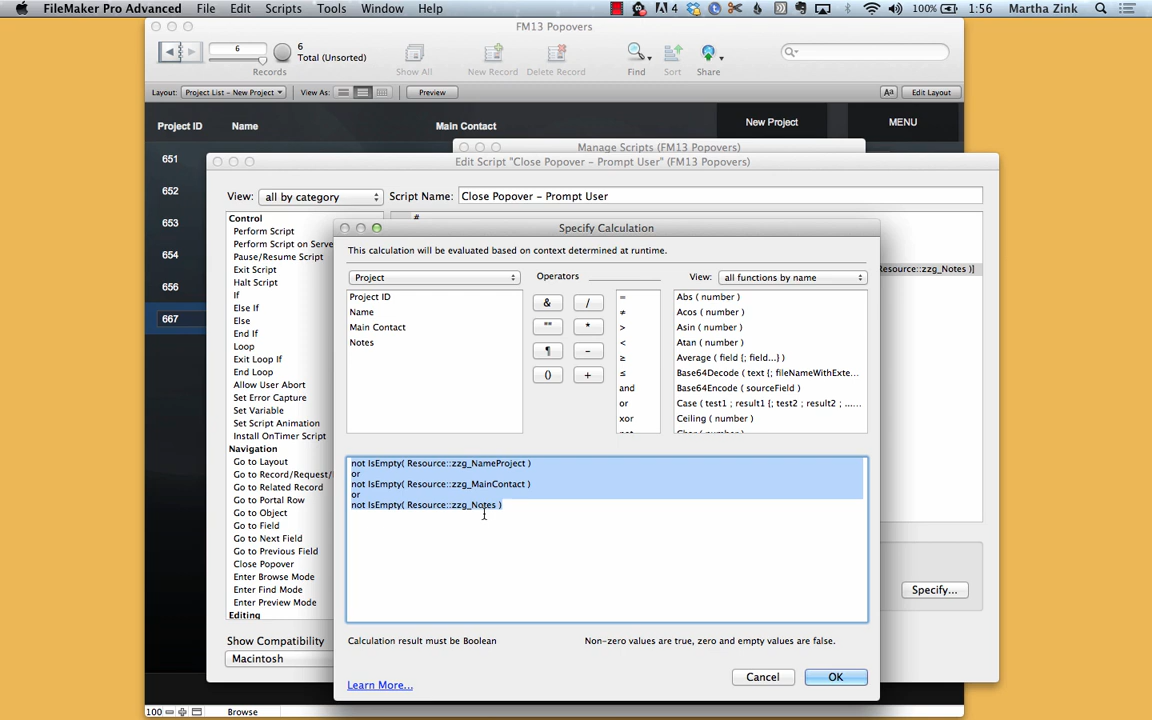 FileMaker Pro Advanced File Edit Scripts Tools Window Help 4 100% 1:56 Martha Zink
FM13 Popovers
6 6
Total (Unsorted)
Records Show All New Record Delete Record Find Sort Share
Layout: Project List - New Project View As: Preview Aa Edit Layout
Project ID Name Main Contact New Project MENU
Manage Scripts (FM13 Popovers)
651
Edit Script "Close Popover - Prompt User" (FM13 Popovers)
652
View: all by category Script Name: Close Popover - Prompt User
653
654
656
667
Control
Perform Script
Perform Script on Serve
Pause/Resume Script
Exit Script
Halt Script
If
Else If
Else
End If
Loop
Exit Loop If
End Loop
Allow User Abort
Set Error Capture
Set Variable
Set Script Animation
Install OnTimer Script
Navigation
Go to Layout
Go to Record/Request/
Go to Related Record
Go to Portal Row
Go to Object
Go to Field
Go to Next Field
Go to Previous Field
Close Popover
Enter Browse Mode
Enter Find Mode
Enter Preview Mode
Editing
Show Compatibility
Macintosh
#
Resource::zzg_Notes )]
Specify...
Specify Calculation
This calculation will be evaluated based on context determined at runtime.
Project Operators View: all functions by name
Project ID
Name
Main Contact
Notes
& /
"" *
¶ -
() +
=
≠
>
<
≥
≤
and
or
xor
not
Abs ( number )
Acos ( number )
Asin ( number )
Atan ( number )
Average ( field {; field...} )
Base64Decode ( text {; fileNameWithExte...
Base64Encode ( sourceField )
Case ( test1 ; result1 {; test2 ; result2 ; ......
Ceiling ( number )
Char ( number )
not IsEmpty( Resource::zzg_NameProject )
or
not IsEmpty( Resource::zzg_MainContact )
or
not IsEmpty( Resource::zzg_Notes )
Calculation result must be Boolean Non-zero values are true, zero and empty values are false.
Learn More... Cancel OK
100 Browse